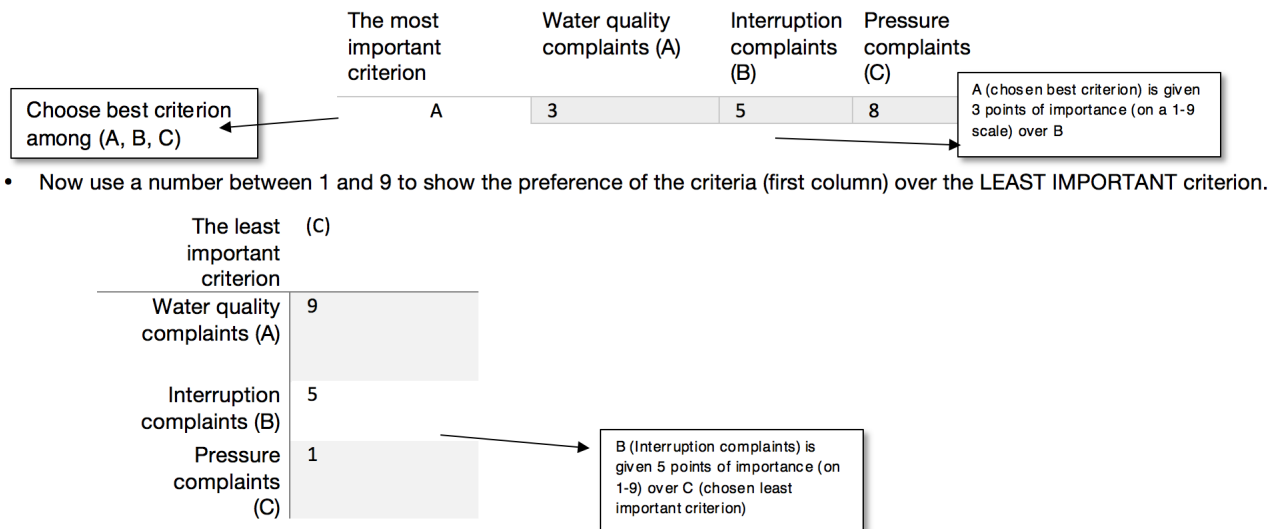 The most important criterion
Water quality complaints (A)
Interruption complaints (B)
Pressure complaints (C)
Choose best criterion
among (A, B, C)
A
3
5
8
A (chosen best criterion) is given
3 points of importance (on a 1-9
scale) over B
• Now use a number between 1 and 9 to show the preference of the criteria (first column) over the LEAST IMPORTANT criterion.
The least
important
criterion
(C)
Water quality
complaints (A)
9
Interruption
complaints (B)
5
Pressure
complaints
(C)
1
B (Interruption complaints) is
given 5 points of importance (on
1-9) over C (chosen least
important criterion)